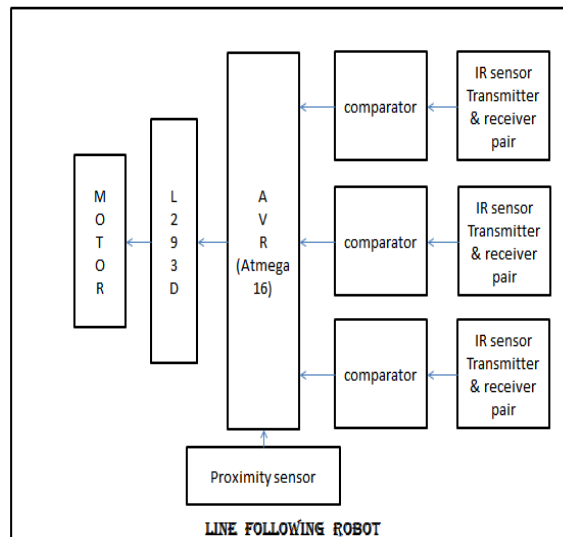 M
O
T
O
R
L
2
9
3
D
A
V
R
(Atmega
16)
comparator
IR sensor
Transmitter
& receiver
pair
comparator
IR sensor
Transmitter
& receiver
pair
comparator
IR sensor
Transmitter
& receiver
pair
Proximity sensor
LINE FOLLOWING ROBOT